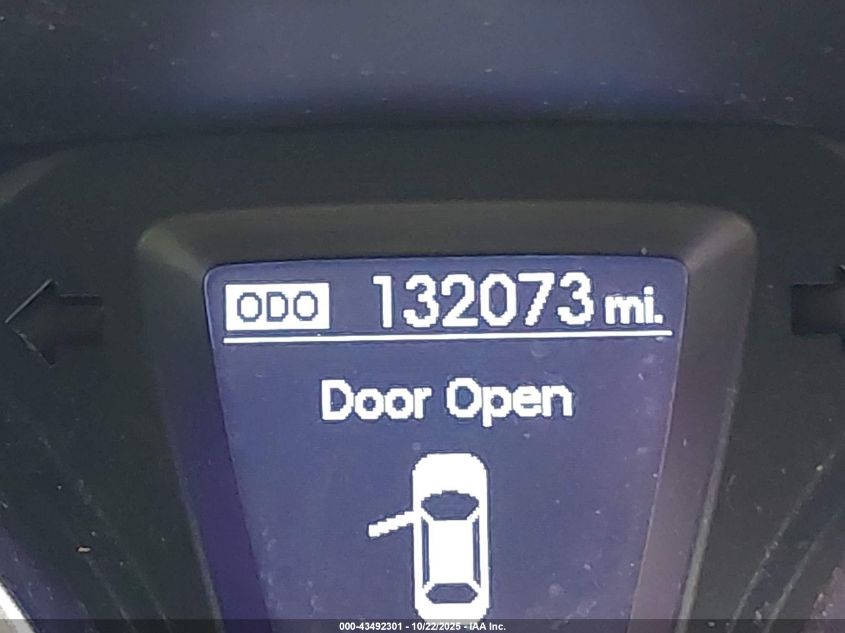 ODO 132073 mi.
Door Open
000-43492301 - 10/22/2025 - IAA Inc.